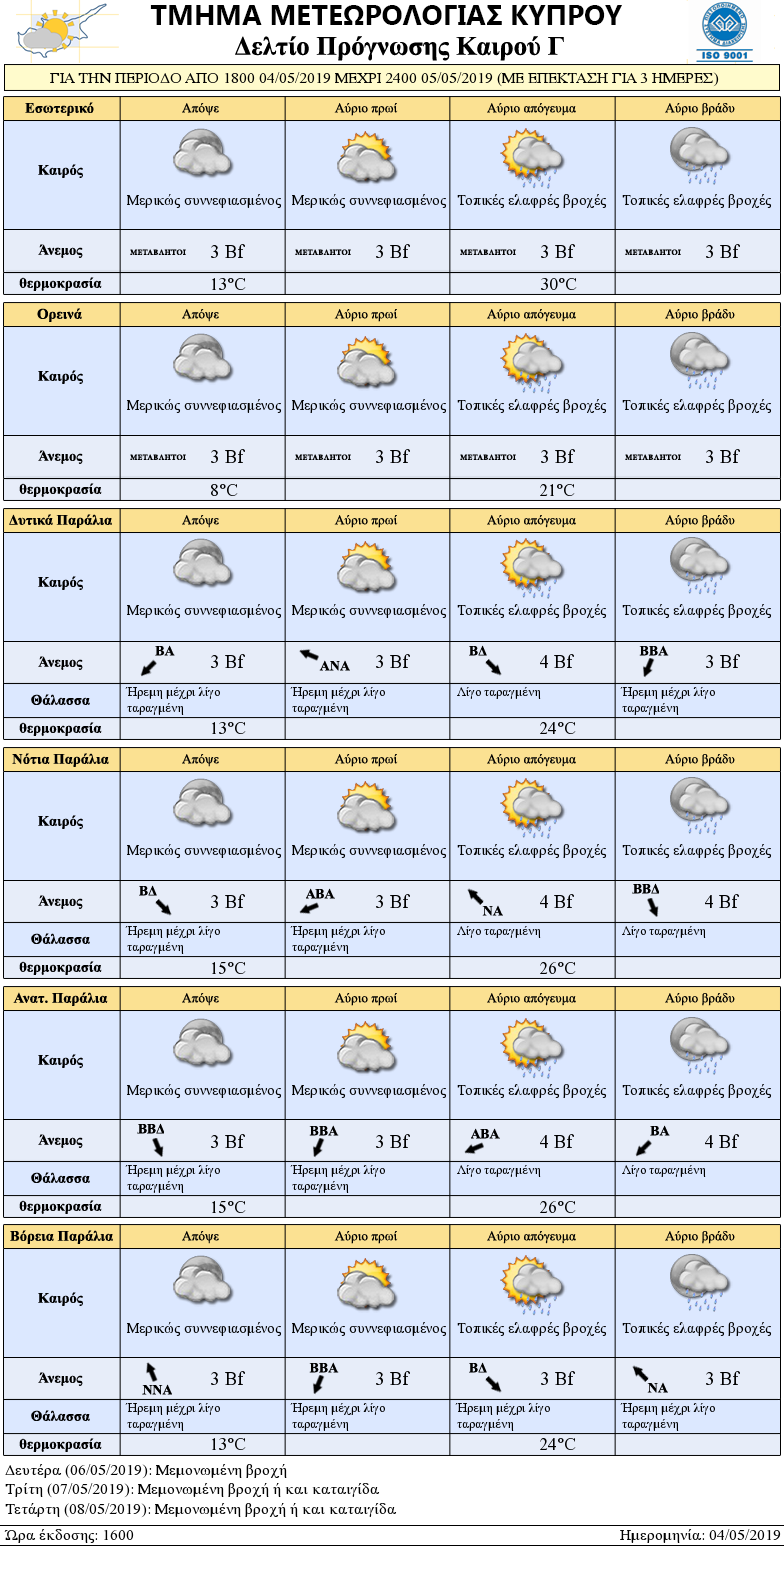 ΤΜΗΜΑ ΜΕΤΕΩΡΟΛΟΓΙΑΣ ΚΥΠΡΟΥ
Δελτίο Πρόγνωσης Καιρού Γ
ISO 9001
ΓΙΑ ΤΗΝ ΠΕΡΙΟΔΟ ΑΠΟ 1800 04/05/2019 ΜΕΧΡΙ 2400 05/05/2019 (ΜΕ ΕΠΕΚΤΑΣΗ ΓΙΑ 3 ΗΜΕΡΕΣ)
Εσωτερικό Απόψε Αύριο πρωί Αύριο απόγευμα Αύριο βράδυ
Καιρός Μερικώς συννεφιασμένος Μερικώς συννεφιασμένος Τοπικές ελαφρές βροχές Τοπικές ελαφρές βροχές
Άνεμος ΜΕΤΑΒΛΗΤΟΙ 3 Bf ΜΕΤΑΒΛΗΤΟΙ 3 Bf ΜΕΤΑΒΛΗΤΟΙ 3 Bf ΜΕΤΑΒΛΗΤΟΙ 3 Bf
θερμοκρασία 13°C 30°C
Ορεινά Απόψε Αύριο πρωί Αύριο απόγευμα Αύριο βράδυ
Καιρός Μερικώς συννεφιασμένος Μερικώς συννεφιασμένος Τοπικές ελαφρές βροχές Τοπικές ελαφρές βροχές
Άνεμος ΜΕΤΑΒΛΗΤΟΙ 3 Bf ΜΕΤΑΒΛΗΤΟΙ 3 Bf ΜΕΤΑΒΛΗΤΟΙ 3 Bf ΜΕΤΑΒΛΗΤΟΙ 3 Bf
θερμοκρασία 8°C 21°C
Δυτικά Παράλια Απόψε Αύριο πρωί Αύριο απόγευμα Αύριο βράδυ
Καιρός Μερικώς συννεφιασμένος Μερικώς συννεφιασμένος Τοπικές ελαφρές βροχές Τοπικές ελαφρές βροχές
Άνεμος ΒΑ 3 Bf ΑΝΑ 3 Bf ΒΔ 4 Bf ΒΒΑ 3 Bf
Θάλασσα Ήρεμη μέχρι λίγο ταραγμένη Ήρεμη μέχρι λίγο ταραγμένη Λίγο ταραγμένη Ήρεμη μέχρι λίγο ταραγμένη
θερμοκρασία 13°C 24°C
Νότια Παράλια Απόψε Αύριο πρωί Αύριο απόγευμα Αύριο βράδυ
Καιρός Μερικώς συννεφιασμένος Μερικώς συννεφιασμένος Τοπικές ελαφρές βροχές Τοπικές ελαφρές βροχές
Άνεμος ΒΔ 3 Bf ΑΒΑ 3 Bf ΝΑ 4 Bf ΒΒΔ 4 Bf
Θάλασσα Ήρεμη μέχρι λίγο ταραγμένη Ήρεμη μέχρι λίγο ταραγμένη Λίγο ταραγμένη Λίγο ταραγμένη
θερμοκρασία 15°C 26°C
Ανατ. Παράλια Απόψε Αύριο πρωί Αύριο απόγευμα Αύριο βράδυ
Καιρός Μερικώς συννεφιασμένος Μερικώς συννεφιασμένος Τοπικές ελαφρές βροχές Τοπικές ελαφρές βροχές
Άνεμος ΒΒΔ 3 Bf ΒΒΑ 3 Bf ΑΒΑ 4 Bf ΒΑ 4 Bf
Θάλασσα Ήρεμη μέχρι λίγο ταραγμένη Ήρεμη μέχρι λίγο ταραγμένη Λίγο ταραγμένη Λίγο ταραγμένη
θερμοκρασία 15°C 26°C
Βόρεια Παράλια Απόψε Αύριο πρωί Αύριο απόγευμα Αύριο βράδυ
Καιρός Μερικώς συννεφιασμένος Μερικώς συννεφιασμένος Τοπικές ελαφρές βροχές Τοπικές ελαφρές βροχές
Άνεμος ΝΝΑ 3 Bf ΒΒΑ 3 Bf ΒΔ 3 Bf ΝΑ 3 Bf
Θάλασσα Ήρεμη μέχρι λίγο ταραγμένη Ήρεμη μέχρι λίγο ταραγμένη Ήρεμη μέχρι λίγο ταραγμένη Ήρεμη μέχρι λίγο ταραγμένη
θερμοκρασία 13°C 24°C
Δευτέρα (06/05/2019): Μεμονωμένη βροχή
Τρίτη (07/05/2019): Μεμονωμένη βροχή ή και καταιγίδα
Τετάρτη (08/05/2019): Μεμονωμένη βροχή ή και καταιγίδα
Ώρα έκδοσης: 1600 Ημερομηνία: 04/05/2019